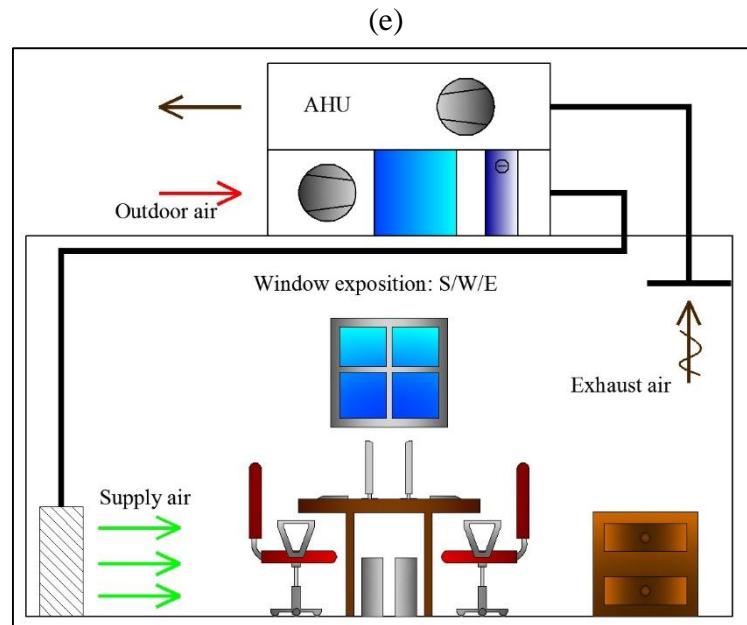 (e)
AHU
Outdoor air
Window exposition: S/W/E
Exhaust air
Supply air